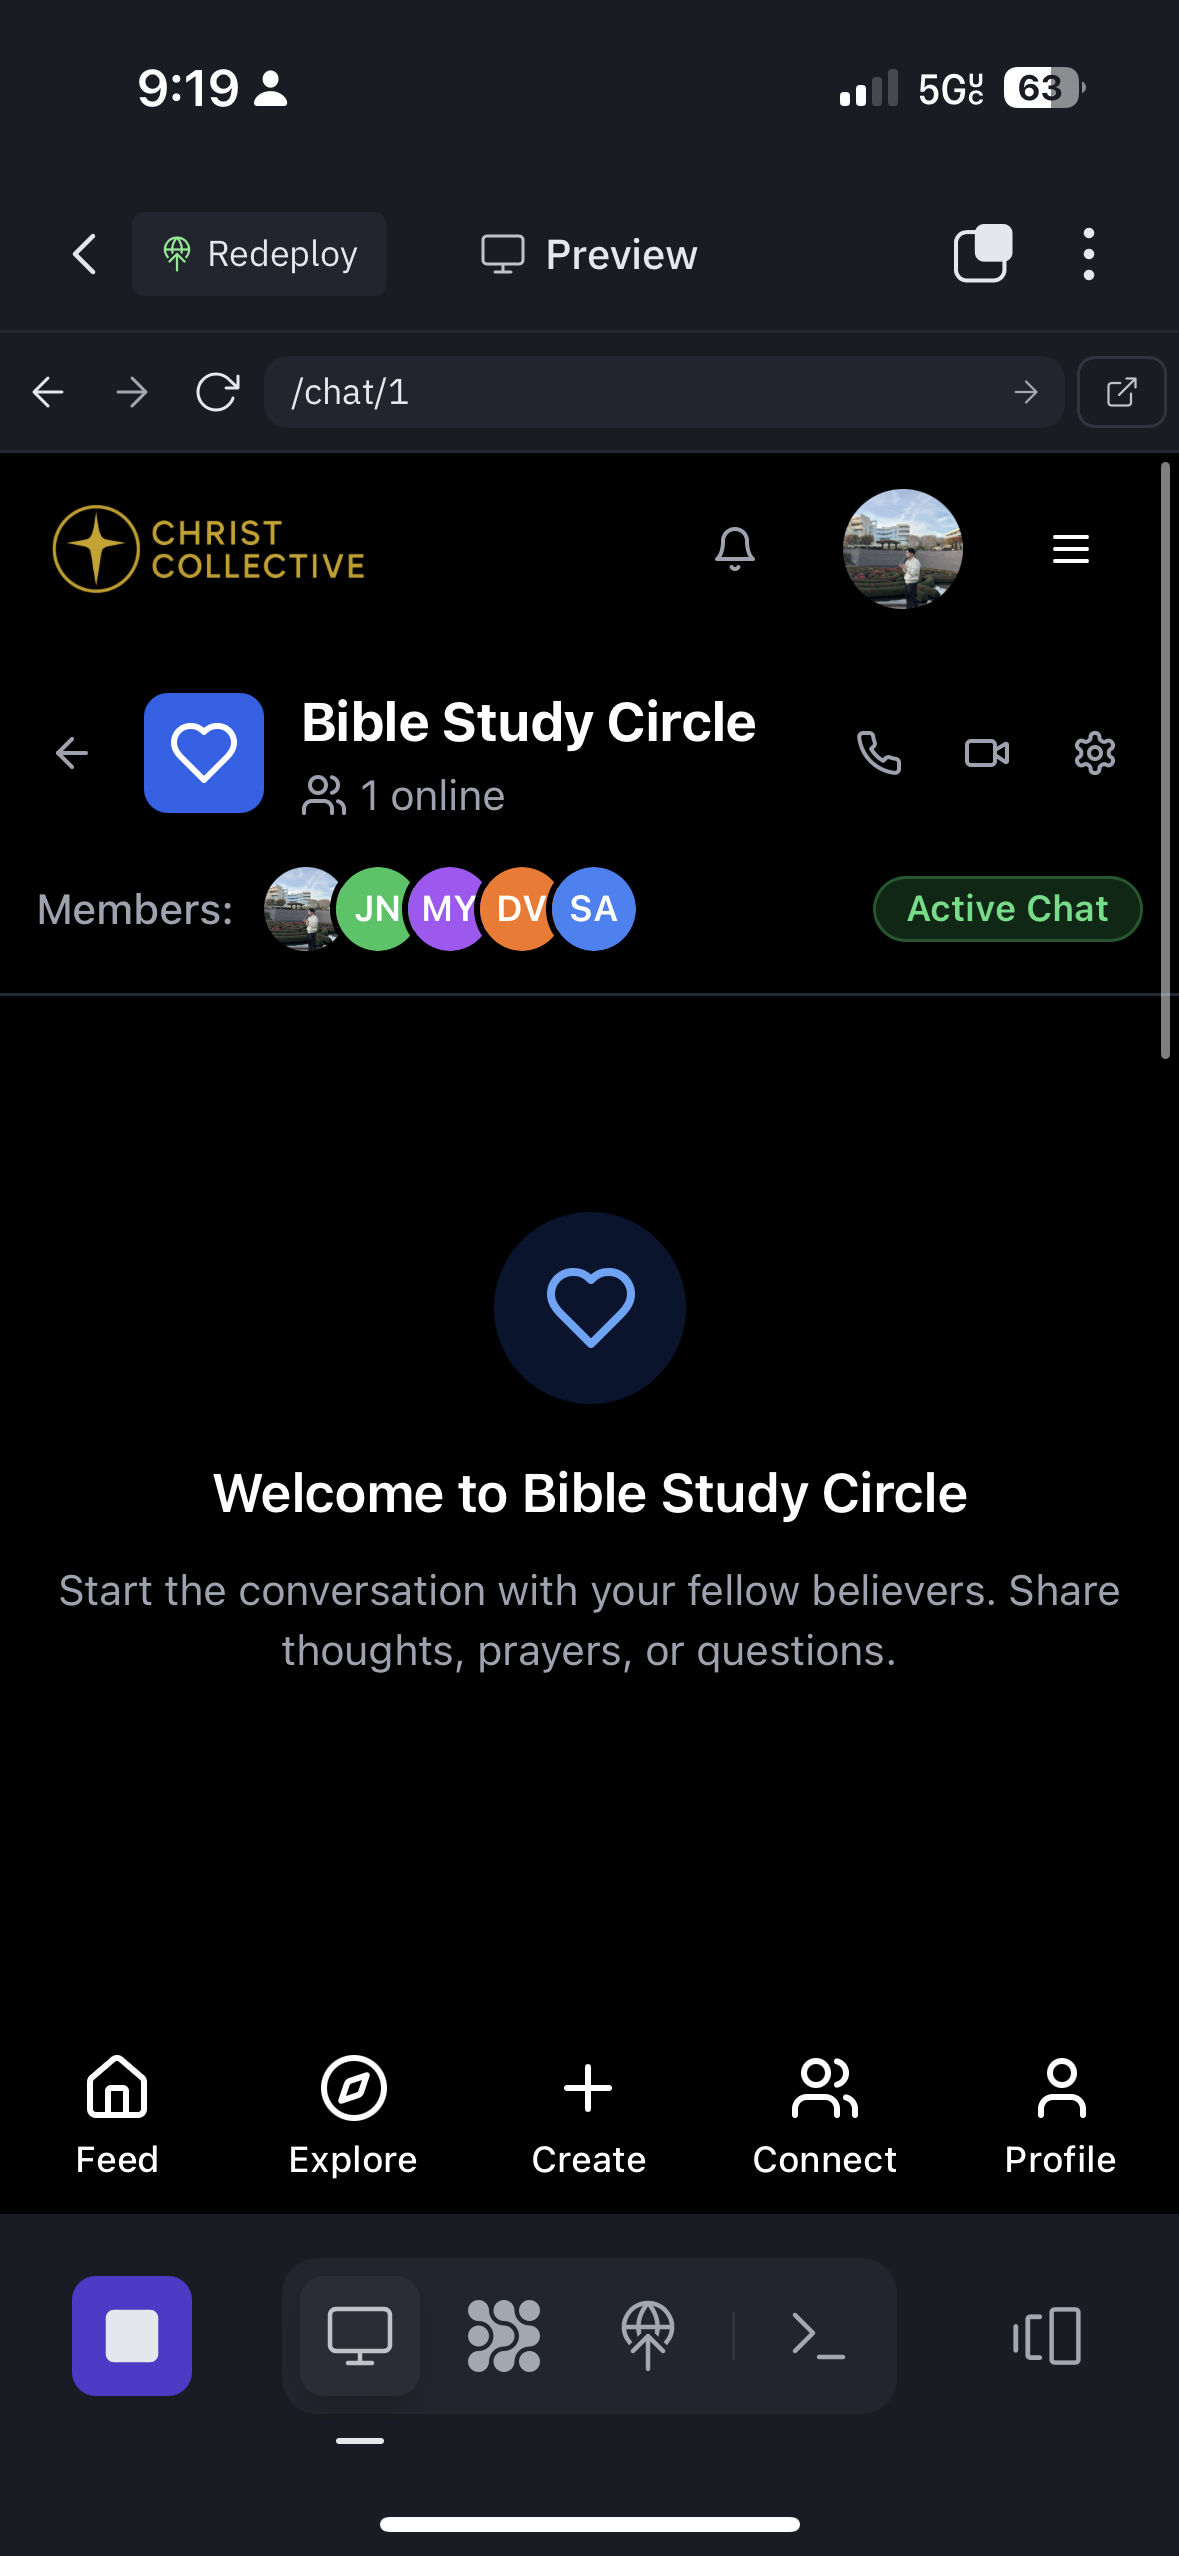 9:19
5GUC
63
Redeploy
Preview
/chat/1
CHRIST
COLLECTIVE
Bible Study Circle
1 online
Members:
JN
MY
DV
SA
Active Chat
Welcome to Bible Study Circle
Start the conversation with your fellow believers. Share
thoughts, prayers, or questions.
Feed
Explore
Create
Connect
Profile